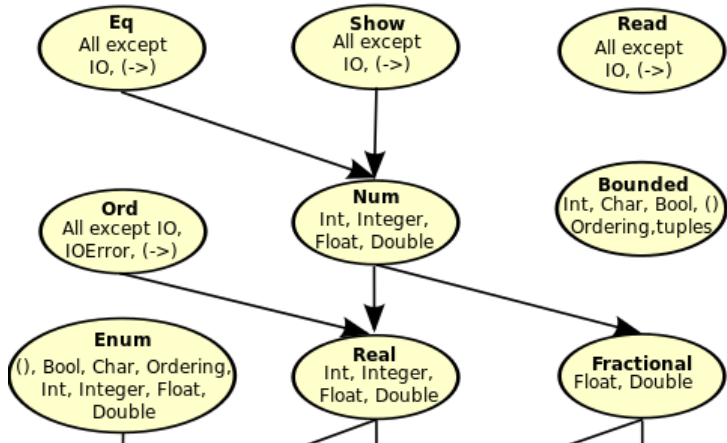 Eq
All except
IO, (->)
Show
All except
IO, (->)
Read
All except
IO, (->)
Ord
All except IO,
IOError, (->)
Num
Int, Integer,
Float, Double
Bounded
Int, Char, Bool, ()
Ordering,tuples
Enum
(), Bool, Char, Ordering,
Int, Integer, Float,
Double
Real
Int, Integer,
Float, Double
Fractional
Float, Double